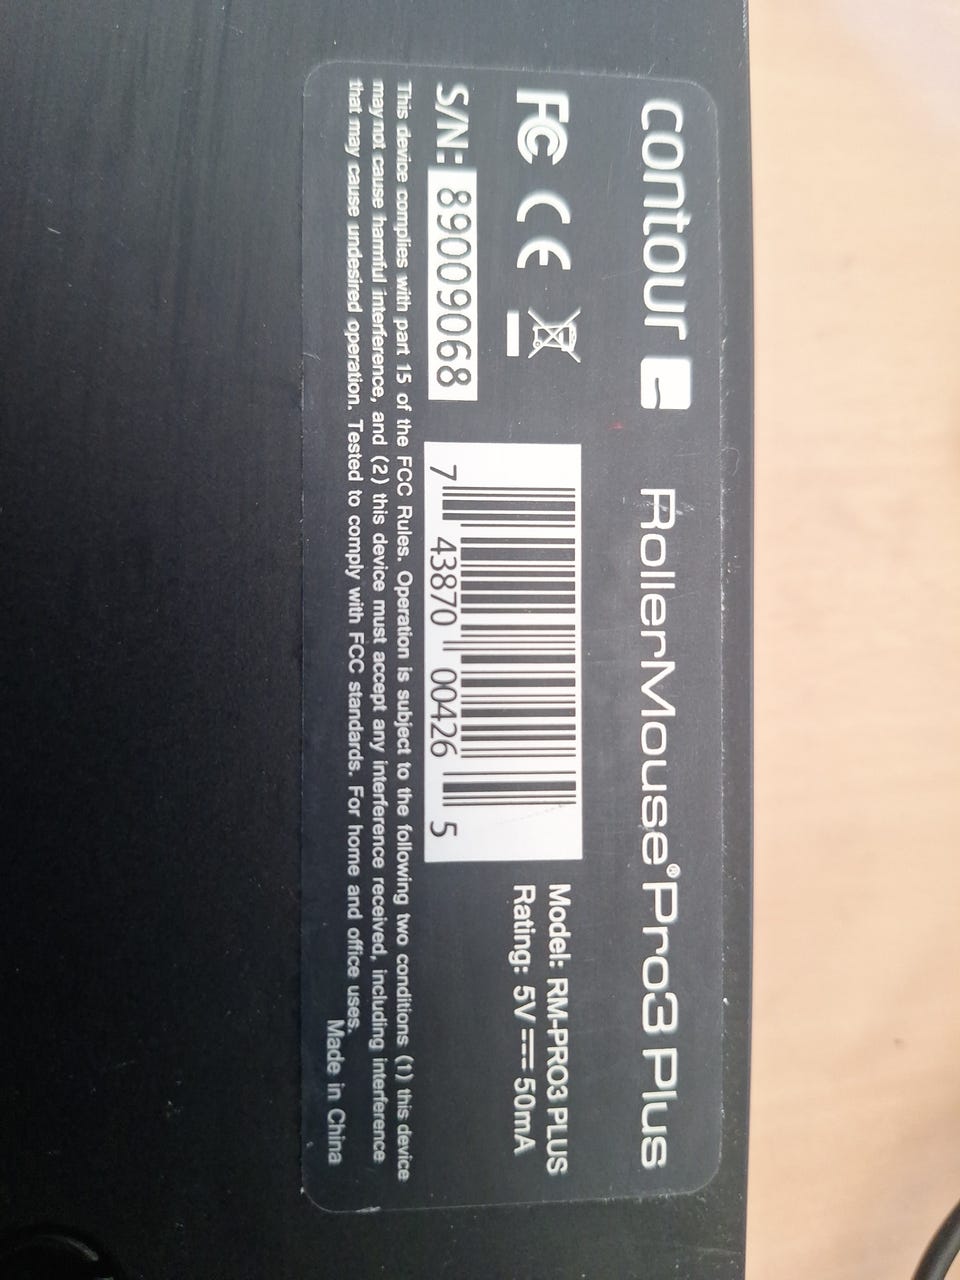 contour RollerMouse®Pro3 Plus
FC CE
Model: RM-PRO3 PLUS
Rating: 5V ⎓ 50mA
S/N: 89009068
7 43870 00426 5
This device complies with part 15 of the FCC Rules. Operation is subject to the following two conditions (1) this device
may not cause harmful interference, and (2) this device must accept any interference received, including interference
that may cause undesired operation. Tested to comply with FCC standards. For home and office uses.
Made in China